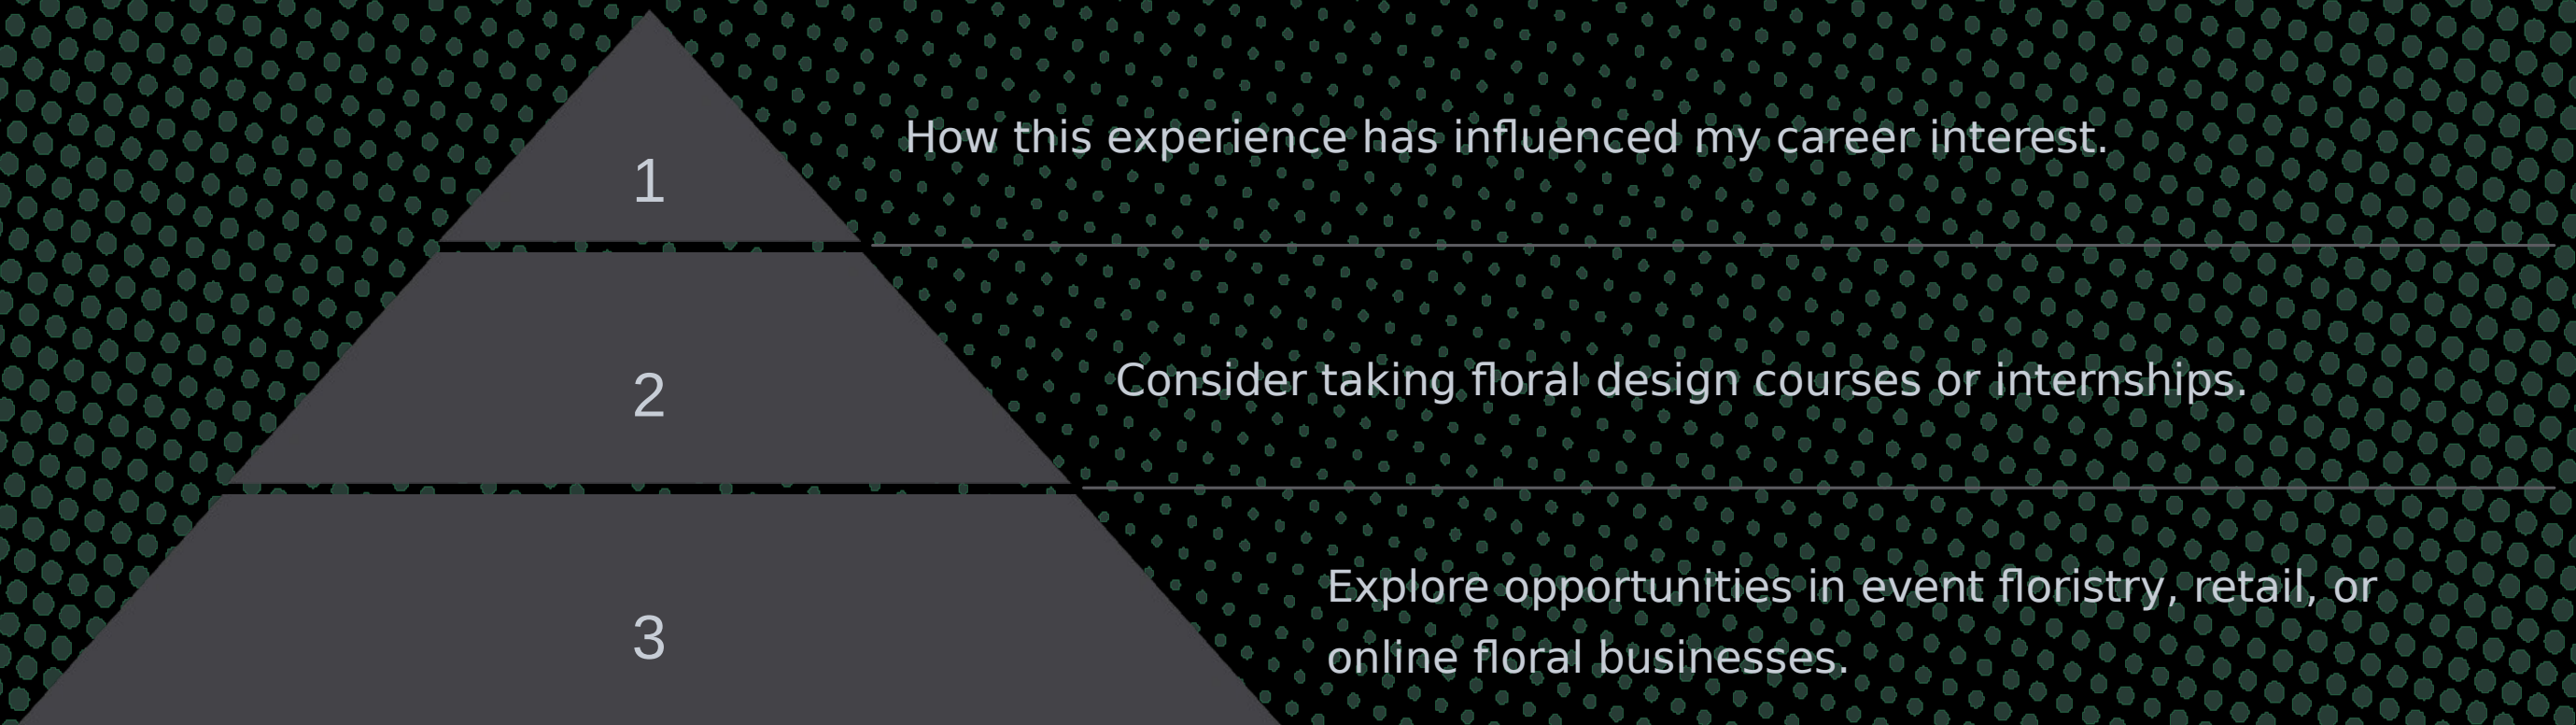 1
How this experience has influenced my career interest.
2
Consider taking floral design courses or internships.
3
Explore opportunities in event floristry, retail, or
online floral businesses.